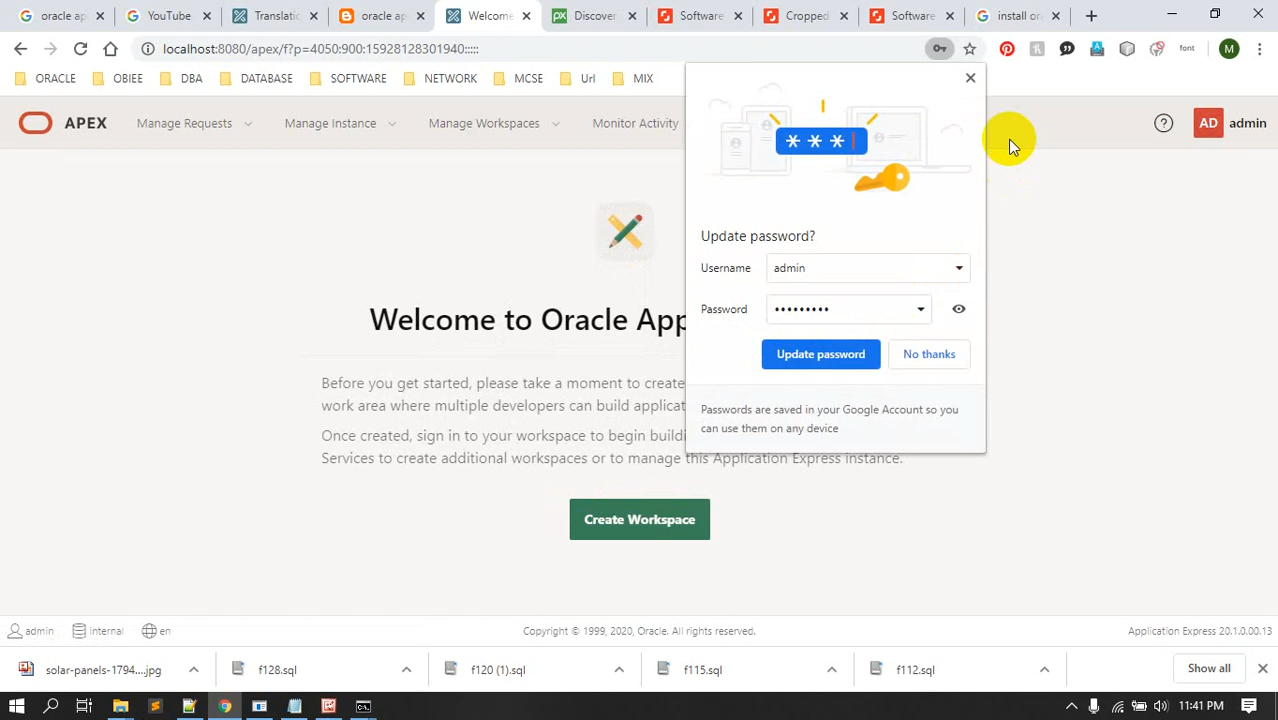 oracle ap
YouTube
Translatio
oracle ape
Welcome
Discover
Software
Cropped
Software
install or
localhost:8080/apex/f?p=4050:900:15928128301940:::::
font
M
ORACLE
OBIEE
DBA
DATABASE
SOFTWARE
NETWORK
MCSE
Url
MIX
APEX
Manage Requests
Manage Instance
Manage Workspaces
Monitor Activity
AD
admin
* * *
Update password?
Username
admin
Password
•••••••••
Update password
No thanks
Passwords are saved in your Google Account so you
can use them on any device
Welcome to Oracle App
Before you get started, please take a moment to create
work area where multiple developers can build applicat
Once created, sign in to your workspace to begin buildi
Services to create additional workspaces or to manage this Application Express instance.
Create Workspace
admin
internal
en
Copyright © 1999, 2020, Oracle. All rights reserved.
Application Express 20.1.0.00.13
solar-panels-1794....jpg
f128.sql
f120 (1).sql
f115.sql
f112.sql
Show all
11:41 PM